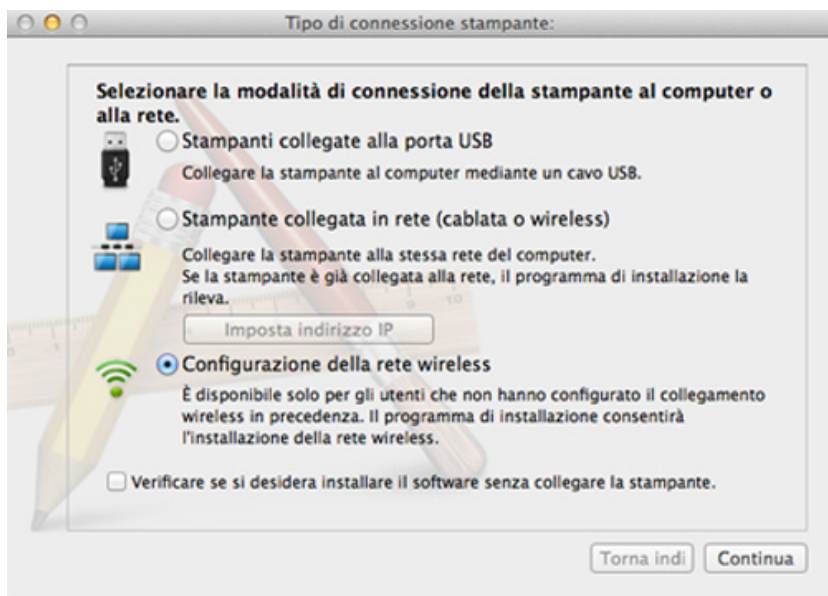 Tipo di connessione stampante:
Selezionare la modalità di connessione della stampante al computer o
alla rete.
Stampanti collegate alla porta USB
Collegare la stampante al computer mediante un cavo USB.
Stampante collegata in rete (cablata o wireless)
Collegare la stampante alla stessa rete del computer.
Se la stampante è già collegata alla rete, il programma di installazione la
rileva.
Imposta indirizzo IP
Configurazione della rete wireless
È disponibile solo per gli utenti che non hanno configurato il collegamento
wireless in precedenza. Il programma di installazione consentirà
l'installazione della rete wireless.
Verificare se si desidera installare il software senza collegare la stampante.
Torna indi
Continua